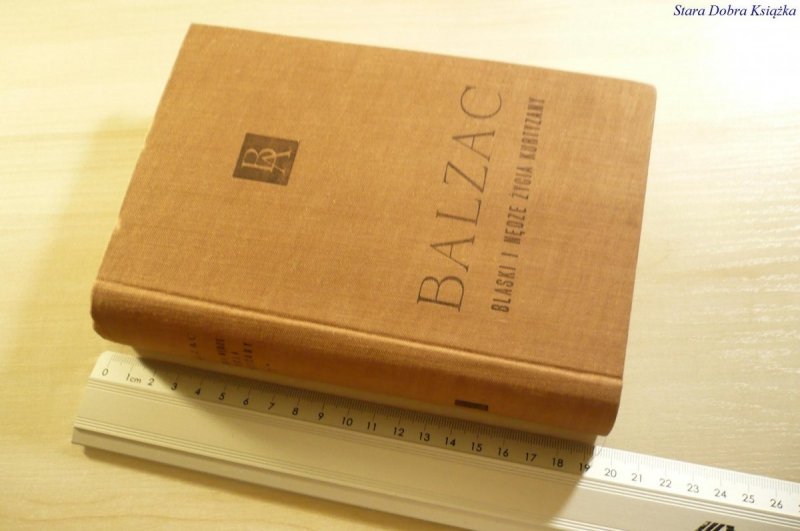 Stara Dobra Książka
BA
BALZAC
BLASKI I NĘDZE ŻYCIA KURTYZANY
0 1cm 2 3 4 5 6 7 8 9 10 11 12 13 14 15 16 17 18 19 20 21 22 23 24 25 26